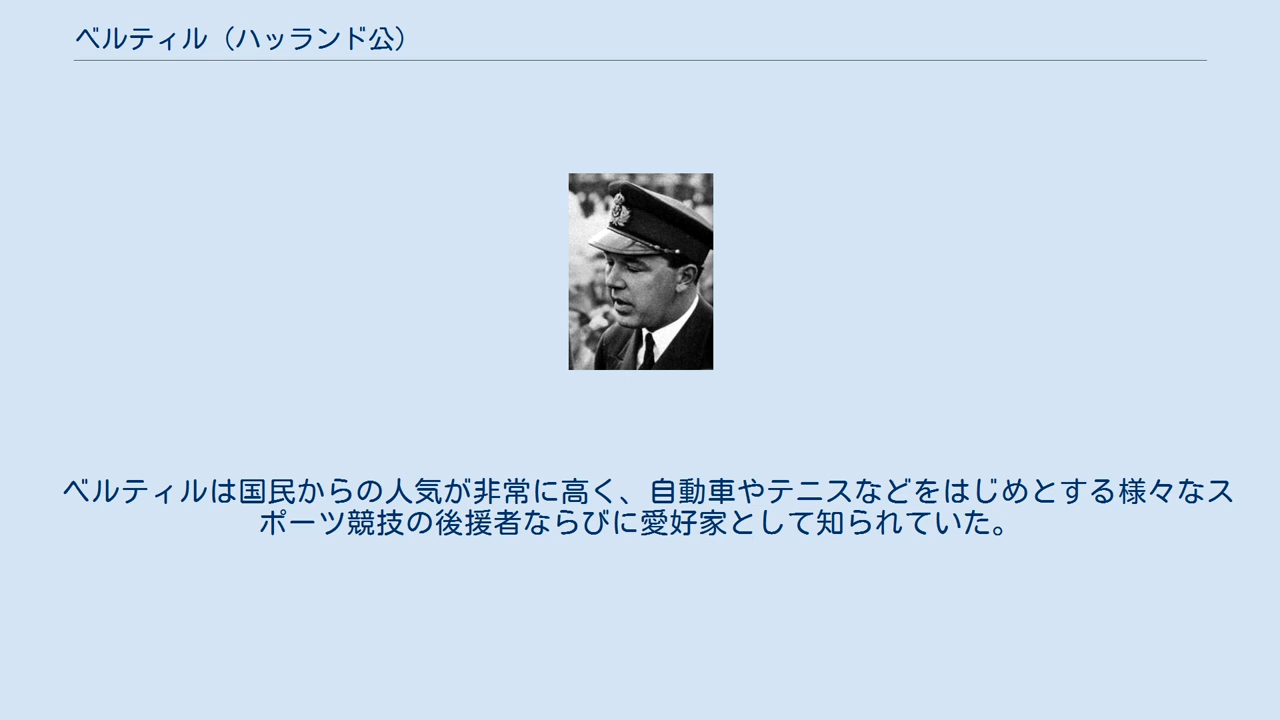 ベルティル（ハッランド公）
ベルティルは国民からの人気が非常に高く、自動車やテニスなどをはじめとする様々なス
ポーツ競技の後援者ならびに愛好家として知られていた。